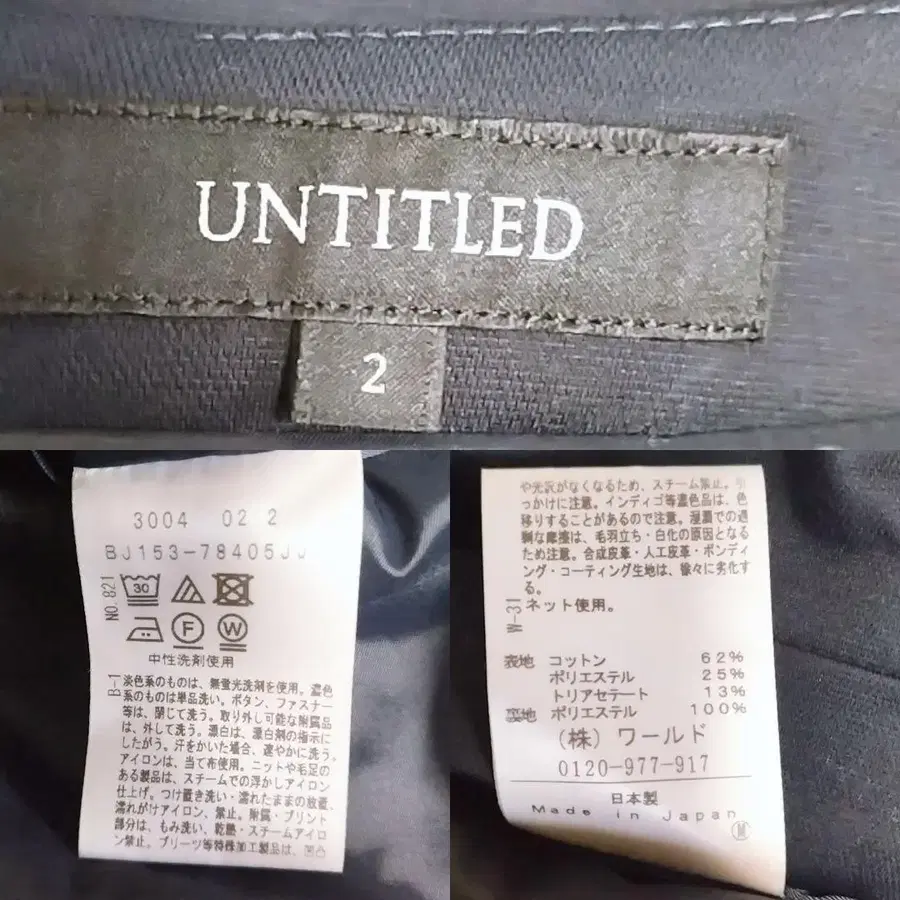 UNTITLED
2
3004 02 2
BJ153-78405JJ
NO.821
30
F
W
中性洗剤使用
B-1
淡色系のものは、無蛍光洗剤を使用。濃色
系のものは単品洗い。ボタン、ファスナー
等は、閉じて洗う。取り外し可能な附属品
は、外して洗う。漂白は、漂白剤の指示に
したがう。汗をかいた場合、速やかに洗う。
アイロンは、当て布使用。ニットや毛足の
ある製品は、スチームでの浮かしアイロン
仕上げ。つけ置き洗い・濡れたままの放置、
濡れがけアイロン、禁止。附属・プリント
部分は、もみ洗い、乾燥・スチームアイロ
ン禁止。プリーツ等特殊加工製品は、凹凸
や光沢がなくなるため、スチーム禁止。引
っかけに注意。インディゴ等濃色品は、色
移りすることがあるので注意。湿潤での過
剰な摩擦は、毛羽立ち・白化の原因となる
ため注意。合成皮革・人工皮革・ボンディ
ング・コーティング生地は、徐々に劣化す
る。
W-31
ネット使用。
表地 コットン 62%
ポリエステル 25%
トリアセテート 13%
裏地 ポリエステル 100%
(株) ワールド
0120-977-917
日本製
Made in Japan
M